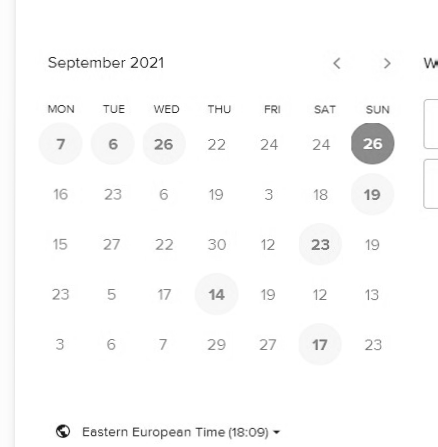 September 2021
W
MON TUE WED THU FRI SAT SUN
7 6 26 22 24 24 26
16 23 6 19 3 18 19
15 27 22 30 12 23 19
23 5 17 14 19 12 13
3 6 7 29 27 17 23
Eastern European Time (18:09)